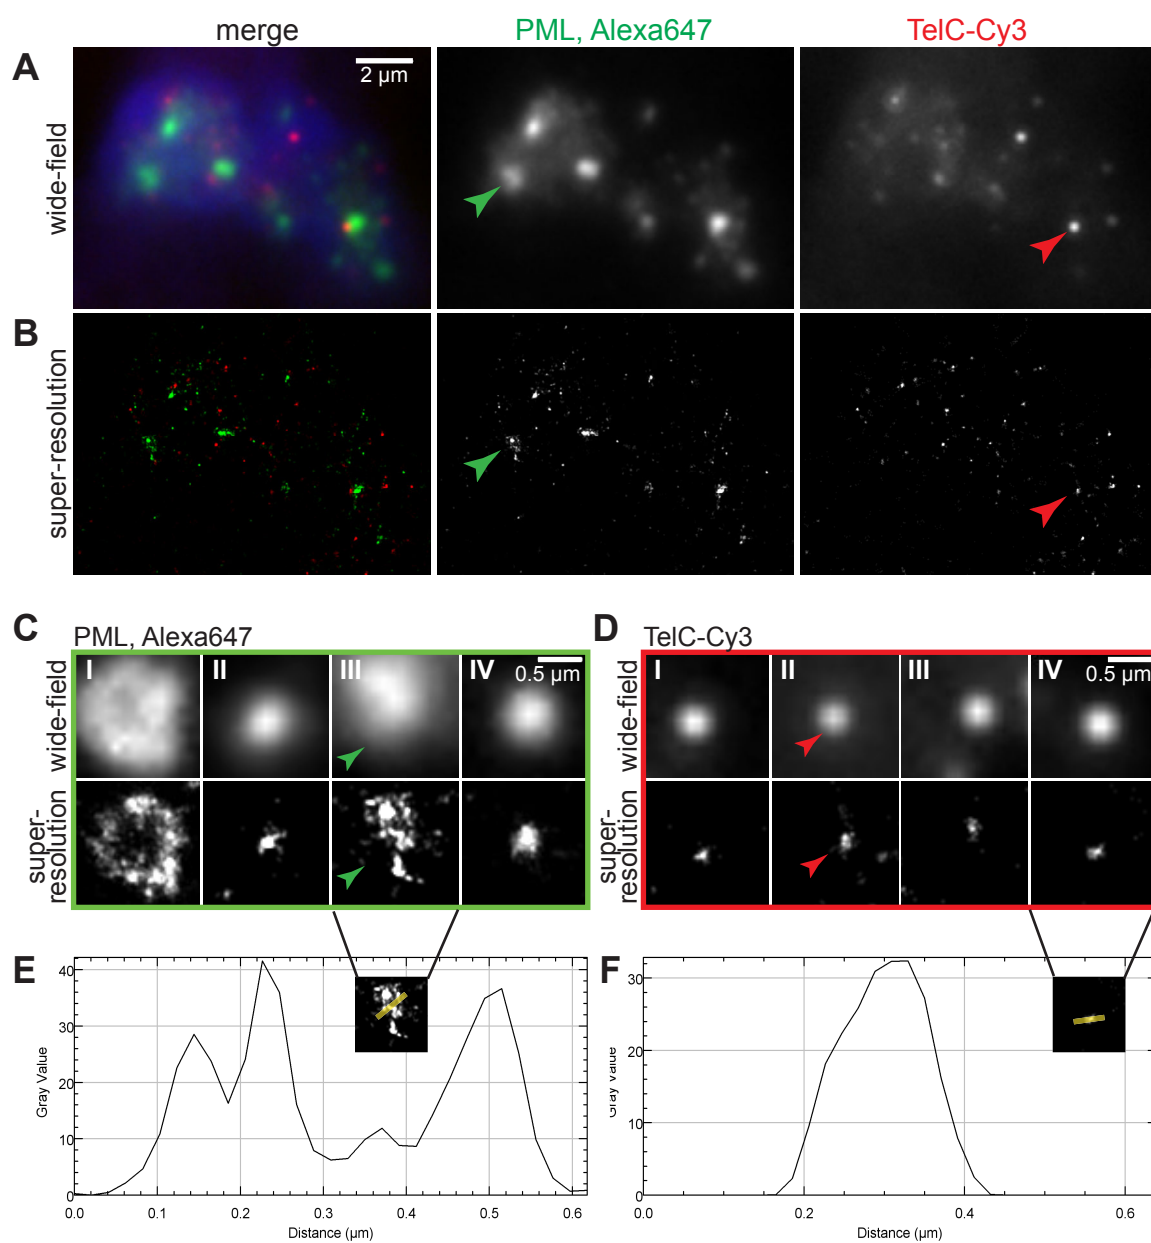 merge PML, Alexa647 TelC-Cy3
A
2 µm
wide-field
B
super-resolution
C
PML, Alexa647
I II III IV
0.5 µm
wide-field
super-
resolution
D
TelC-Cy3
I II III IV
0.5 µm
wide-field
super-
resolution
E
40
30
20
10
0
Gray Value
0.0 0.1 0.2 0.3 0.4 0.5 0.6
Distance (µm)
F
30
20
10
0
Gray Value
0.0 0.2 0.4 0.6
Distance (µm)